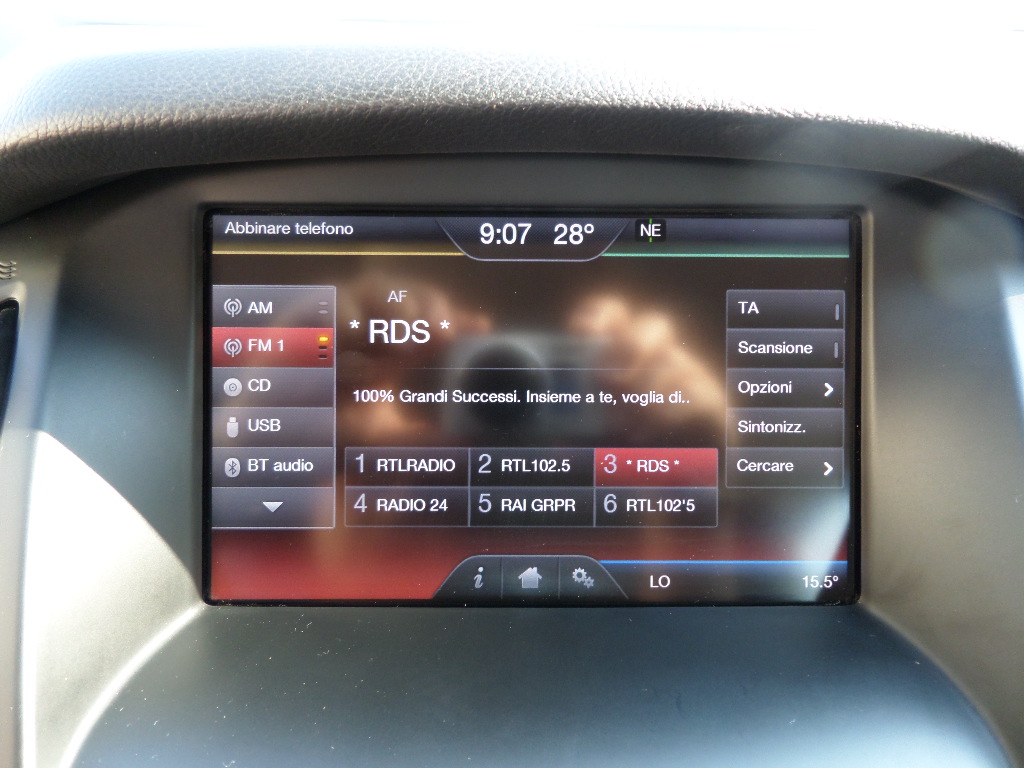 Abbinare telefono
9:07 28°
NE
AM
FM 1
CD
USB
BT audio
AF
* RDS *
100% Grandi Successi. Insieme a te, voglia di..
1 RTLRADIO
2 RTL102.5
3 * RDS *
4 RADIO 24
5 RAI GRPR
6 RTL102'5
TA
Scansione
Opzioni
Sintonizz.
Cercare
i
LO
15.5°